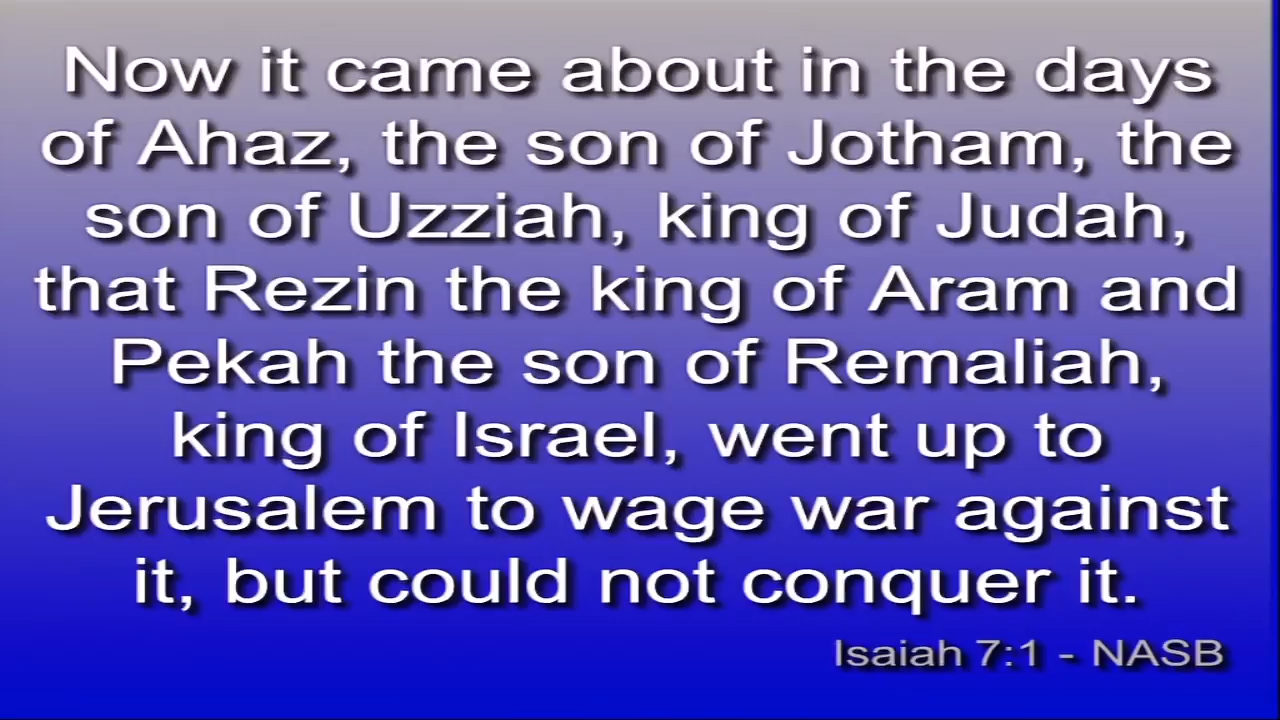 Now it came about in the days
of Ahaz, the son of Jotham, the
son of Uzziah, king of Judah,
that Rezin the king of Aram and
Pekah the son of Remaliah,
king of Israel, went up to
Jerusalem to wage war against
it, but could not conquer it.
Isaiah 7:1 - NASB